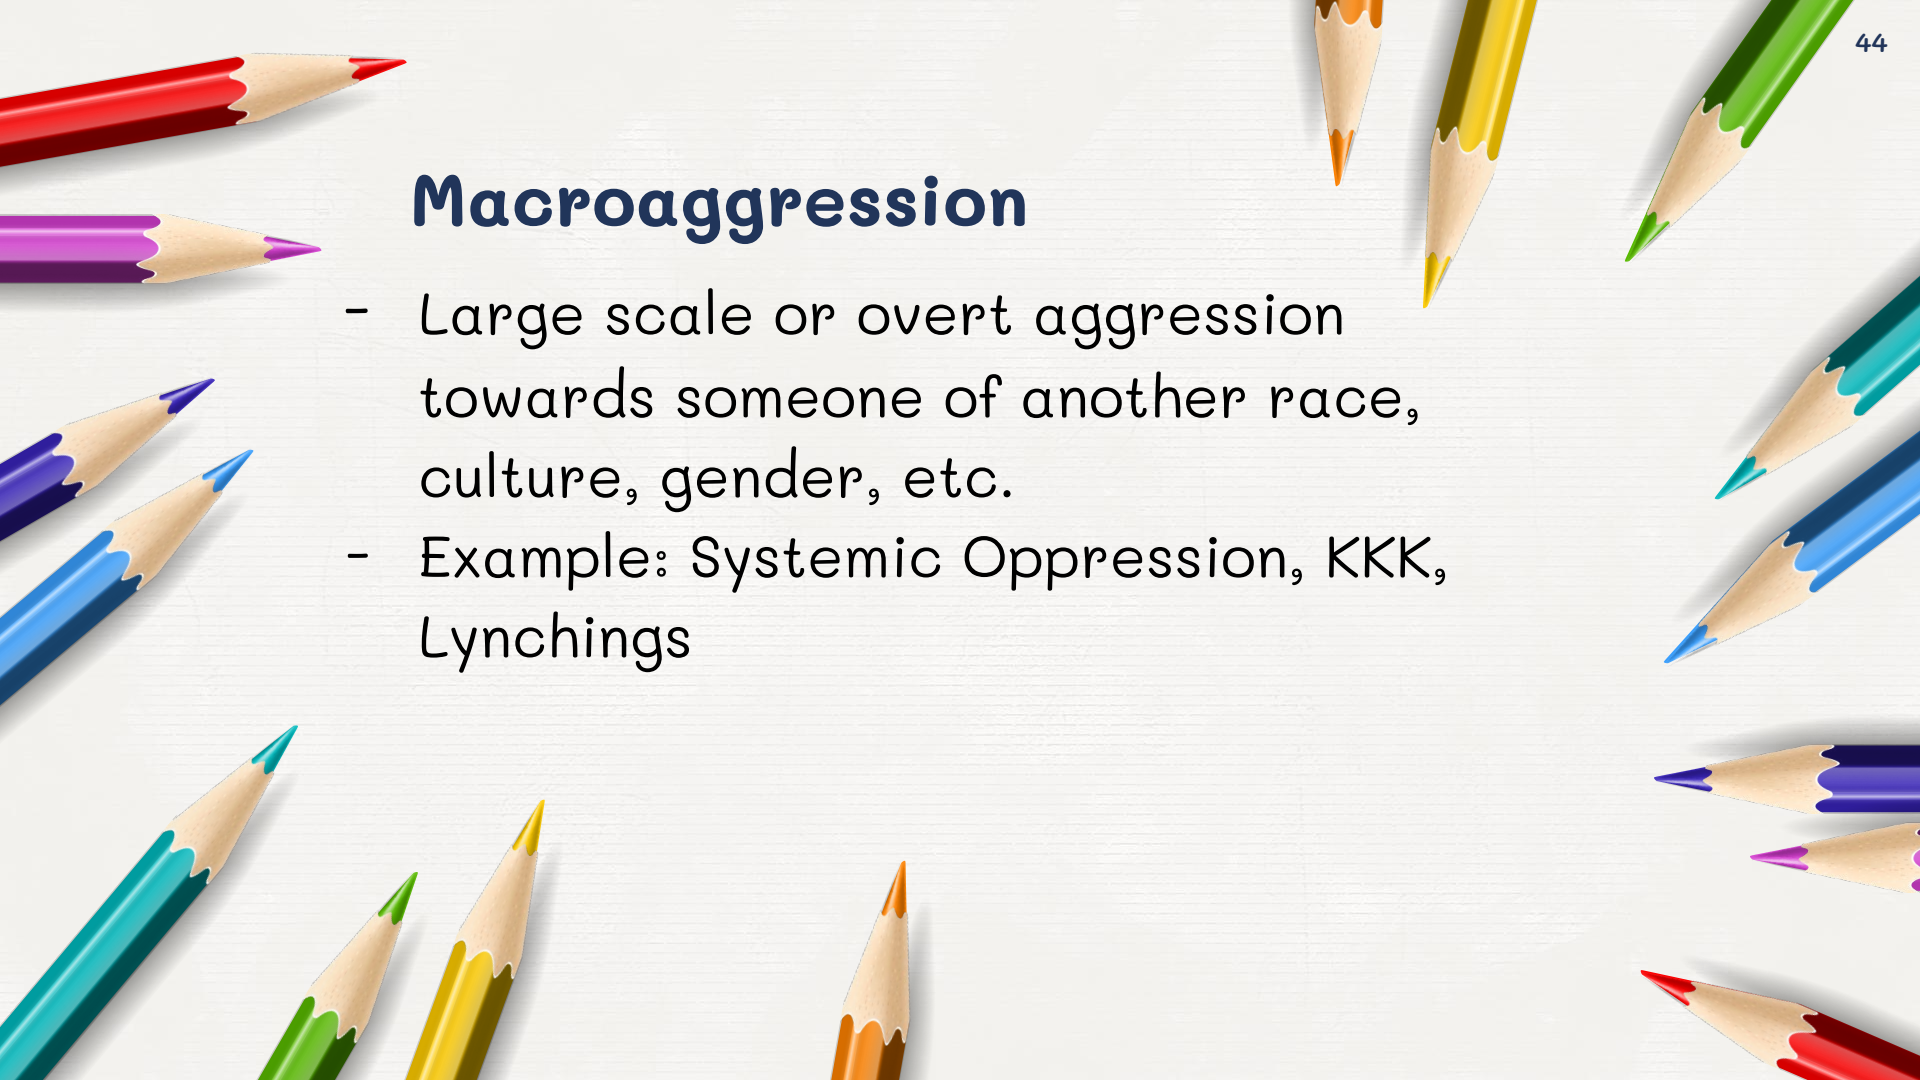 44
Macroaggression
- Large scale or overt aggression
towards someone of another race,
culture, gender, etc.
- Example: Systemic Oppression, KKK,
Lynchings